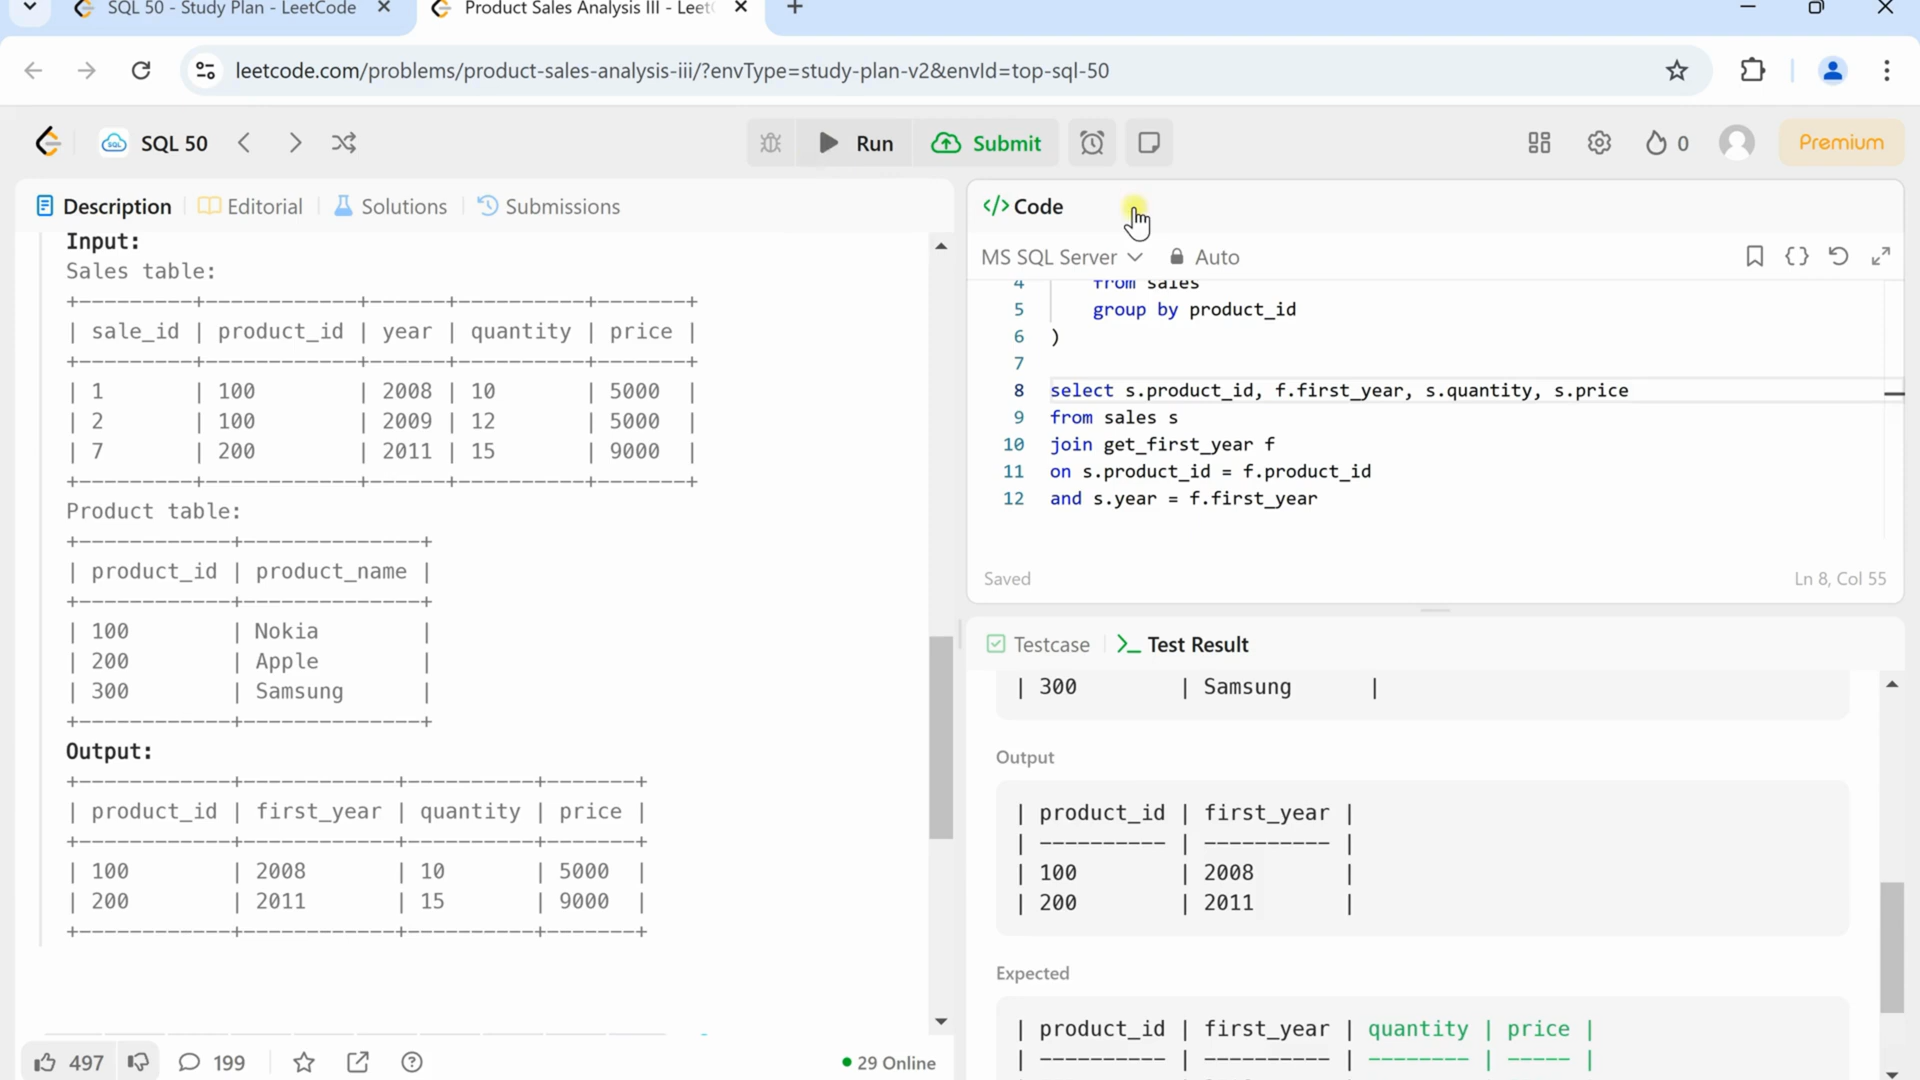 SQL 50 - Study Plan - LeetCode
Product Sales Analysis III - Leet
leetcode.com/problems/product-sales-analysis-iii/?envType=study-plan-v2&envId=top-sql-50
SQL 50
Run
Submit
0
Premium
Description
Editorial
Solutions
Submissions
Input:
Sales table:
+---------+------------+------+----------+-------+
| sale_id | product_id | year | quantity | price |
+---------+------------+------+----------+-------+
| 1       | 100        | 2008 | 10       | 5000  |
| 2       | 100        | 2009 | 12       | 5000  |
| 7       | 200        | 2011 | 15       | 9000  |
+---------+------------+------+----------+-------+
Product table:
+------------+--------------+
| product_id | product_name |
+------------+--------------+
| 100        | Nokia        |
| 200        | Apple        |
| 300        | Samsung      |
+------------+--------------+
Output:
+------------+------------+----------+-------+
| product_id | first_year | quantity | price |
+------------+------------+----------+-------+
| 100        | 2008       | 10       | 5000  |
| 200        | 2011       | 15       | 9000  |
+------------+------------+----------+-------+
497
199
29 Online
</> Code
MS SQL Server
Auto
4 from sales
5 group by product_id
6 )
7
8 select s.product_id, f.first_year, s.quantity, s.price
9 from sales s
10 join get_first_year f
11 on s.product_id = f.product_id
12 and s.year = f.first_year
Saved
Ln 8, Col 55
Testcase
Test Result
| 300        | Samsung      |
Output
| product_id | first_year |
| ---------- | ---------- |
| 100        | 2008       |
| 200        | 2011       |
Expected
| product_id | first_year | quantity | price |
| ---------- | ---------- | -------- | ----- |